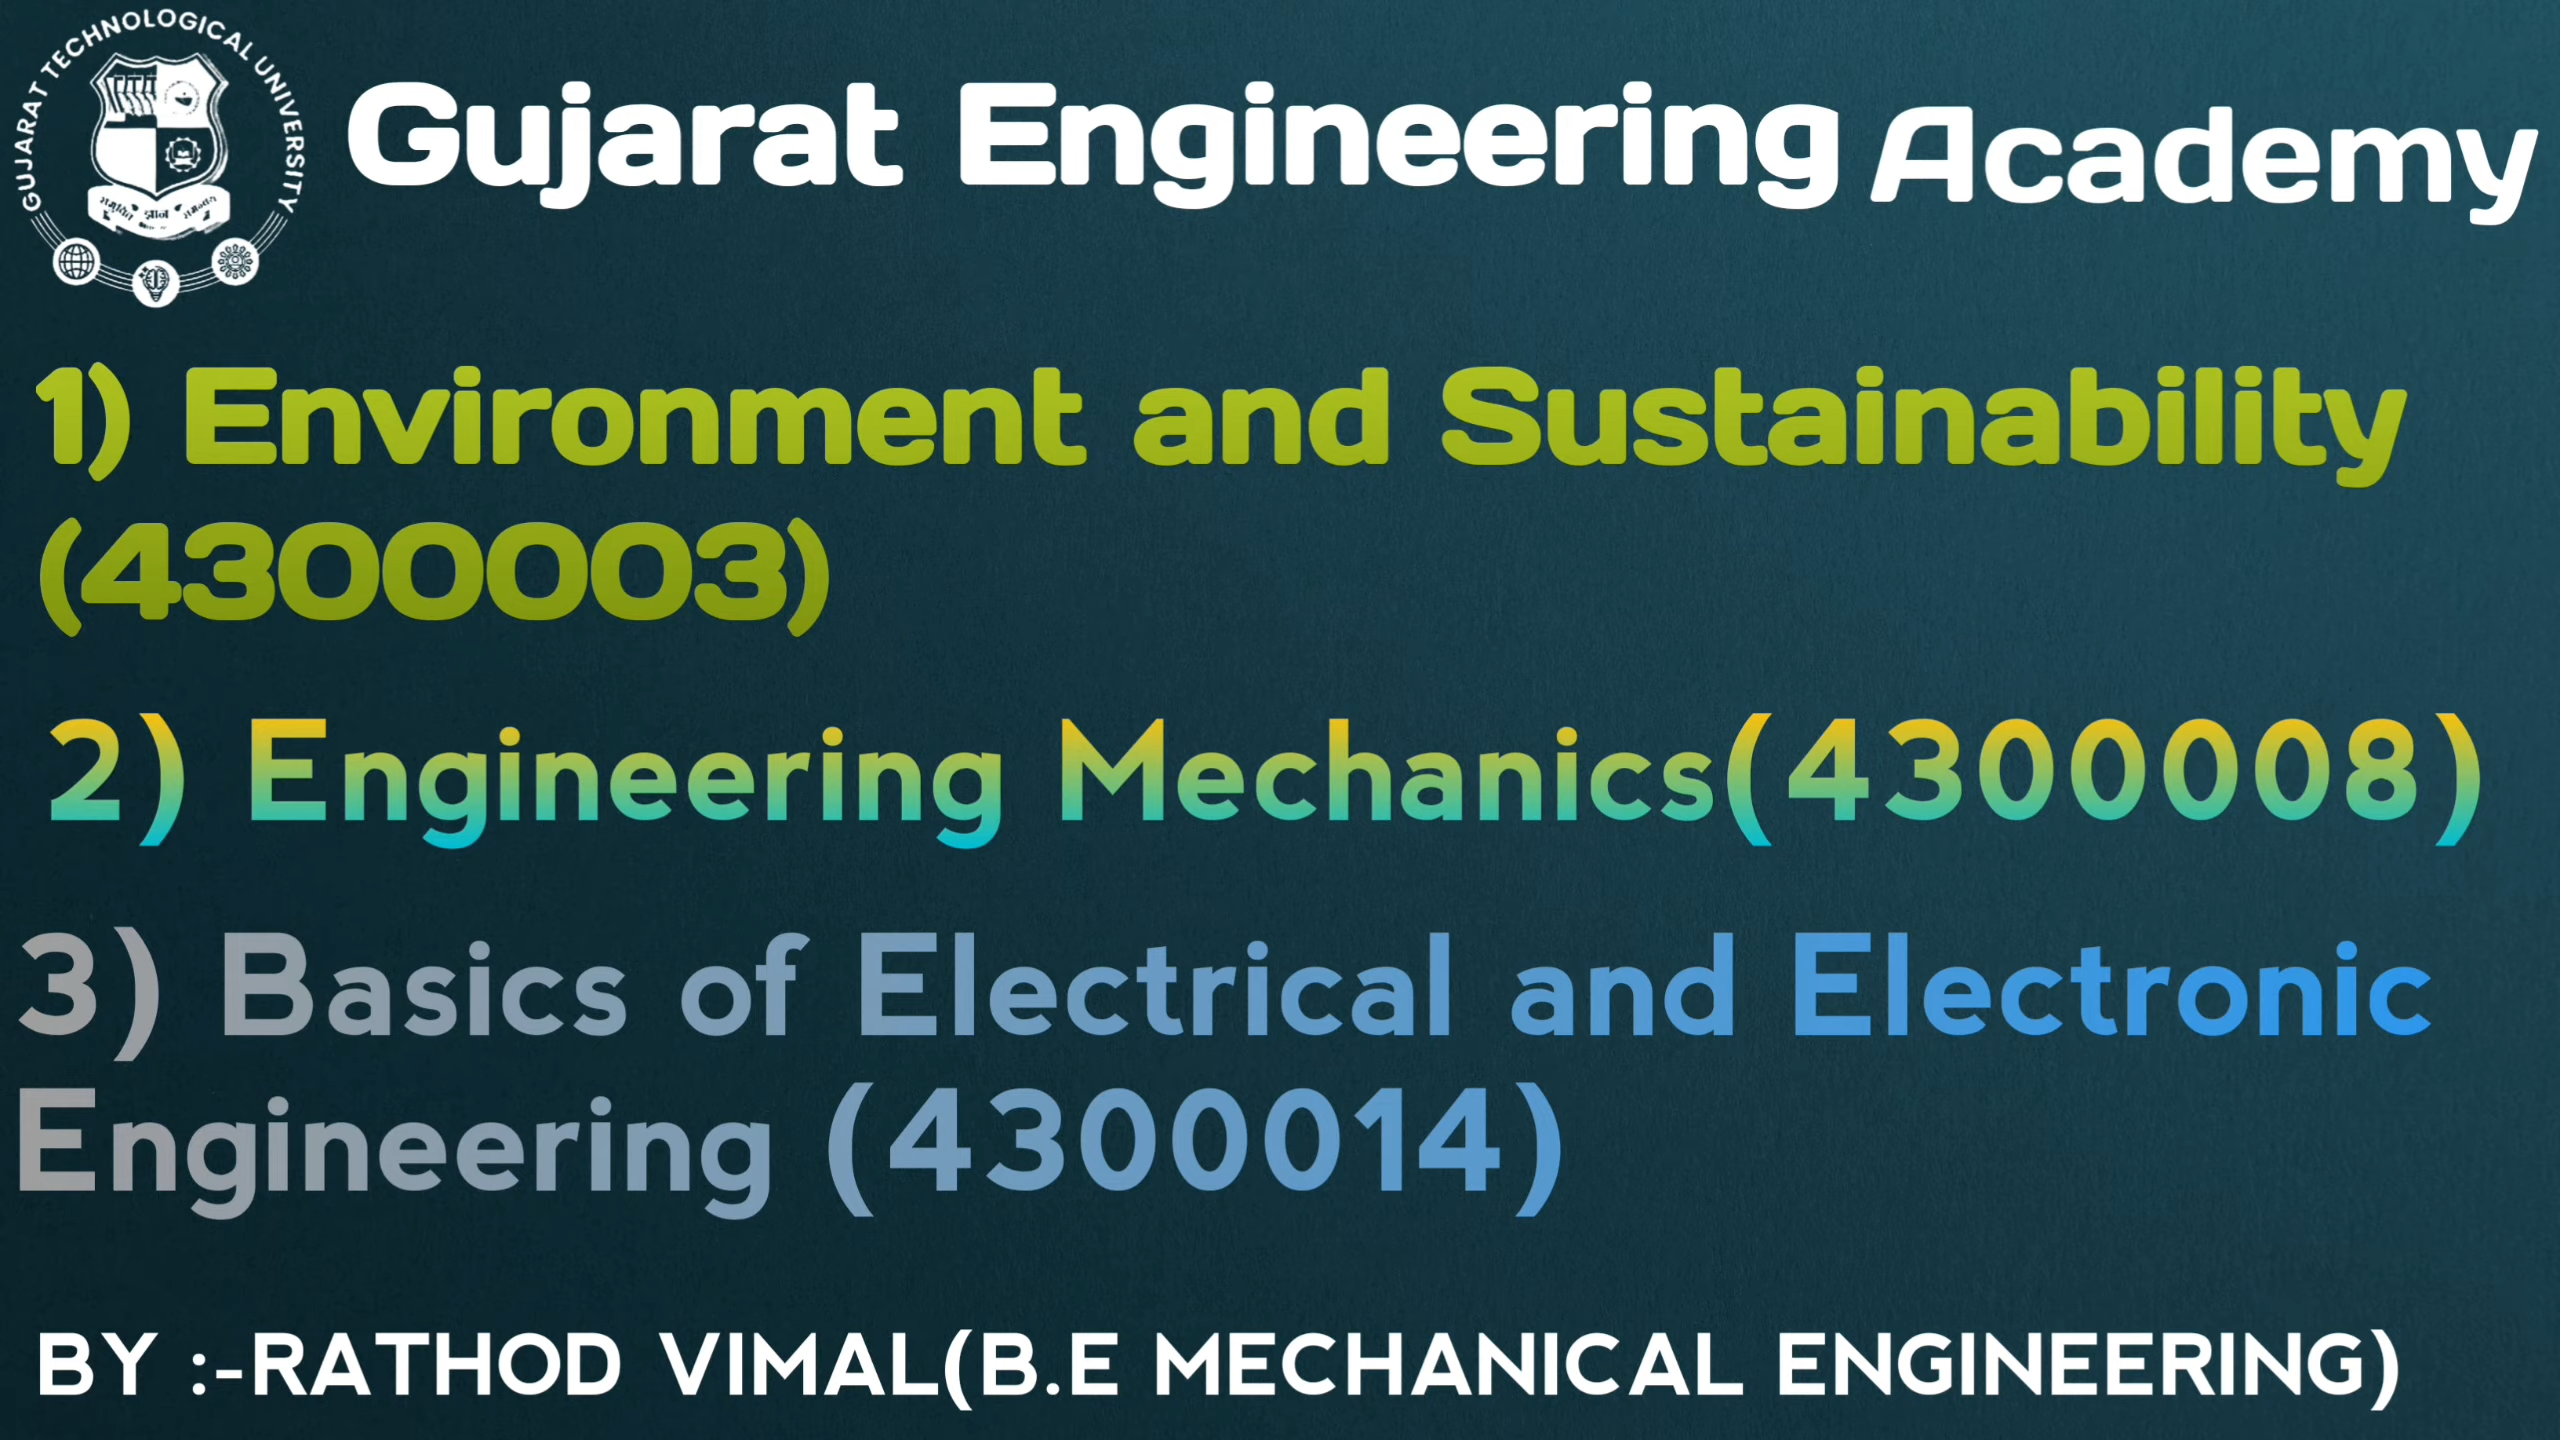 GUJARAT TECHNOLOGICAL UNIVERSITY
Gujarat Engineering Academy
1) Environment and Sustainability
(4300003)
2) Engineering Mechanics(4300008)
3) Basics of Electrical and Electronic
Engineering (4300014)
BY :-RATHOD VIMAL(B.E MECHANICAL ENGINEERING)